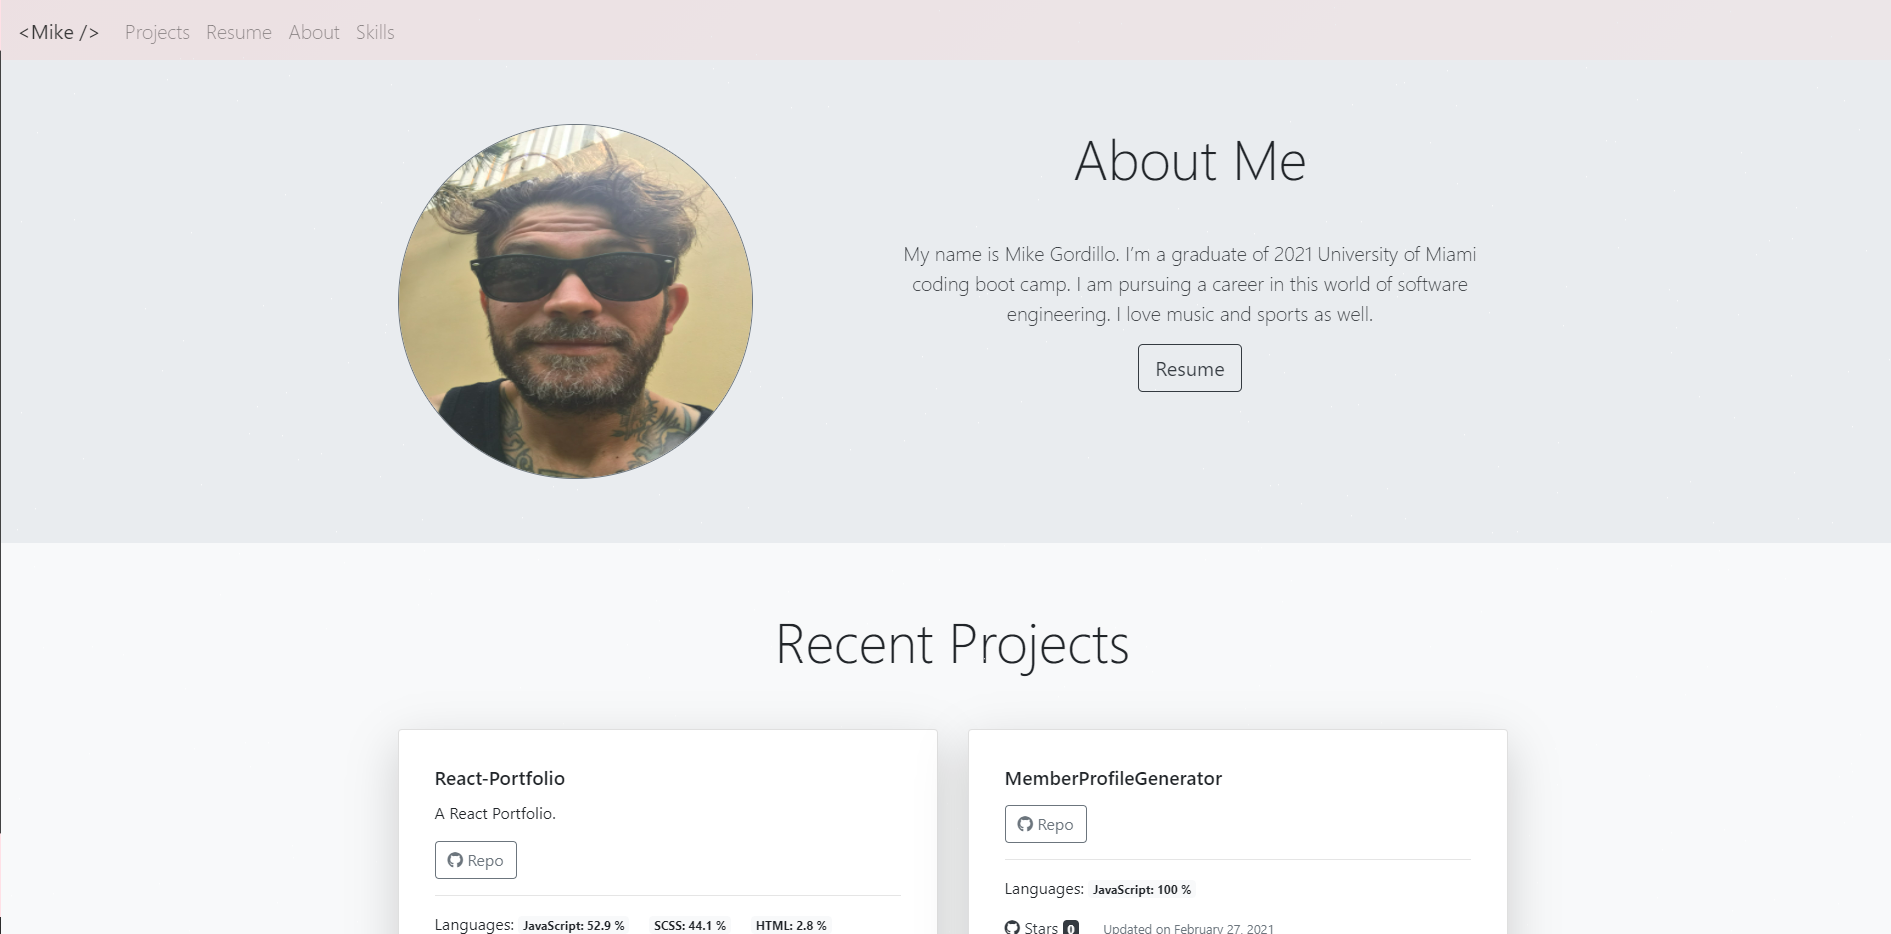 <Mike /> Projects Resume About Skills
About Me
My name is Mike Gordillo. I’m a graduate of 2021 University of Miami
coding boot camp. I am pursuing a career in this world of software
engineering. I love music and sports as well.
Resume
Recent Projects
React-Portfolio
A React Portfolio.
Repo
Languages: JavaScript: 52.9 % SCSS: 44.1 % HTML: 2.8 %
MemberProfileGenerator
Repo
Languages: JavaScript: 100 %
Stars 0 Updated on February 27, 2021